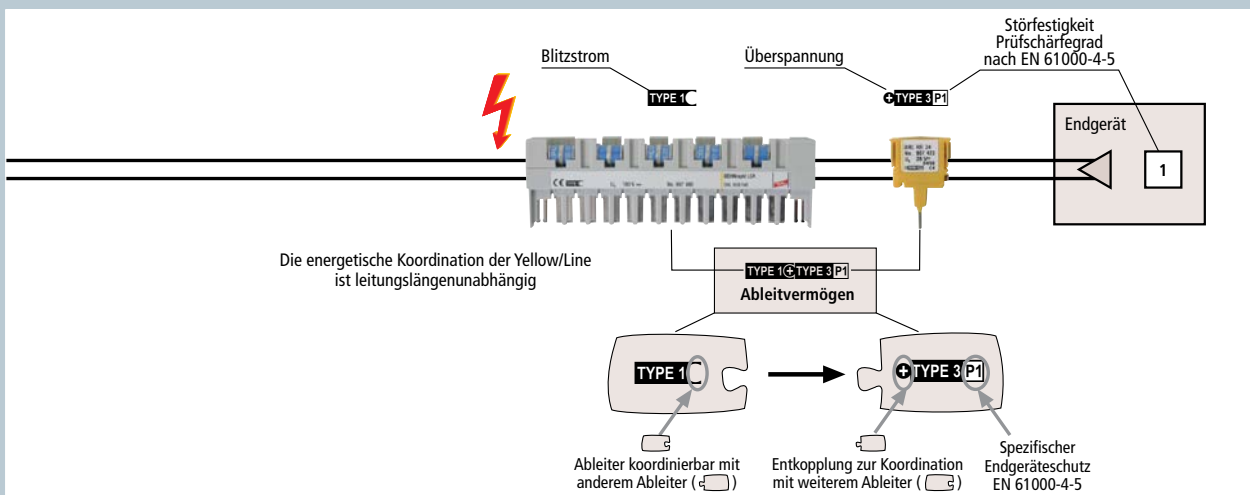 Störfestigkeit
Prüfschärfegrad
nach EN 61000-4-5
Blitzstrom
Überspannung
TYPE 1
TYPE 3 P1
Endgerät
1
Die energetische Koordination der Yellow/Line
ist leitungslängenunabhängig
TYPE 1 TYPE 3 P1
Ableitvermögen
TYPE 1
TYPE 3 P1
Ableiter koordinierbar mit
anderem Ableiter ( )
Entkopplung zur Koordination
mit weiterem Ableiter ( )
Spezifischer
Endgeräteschutz
EN 61000-4-5